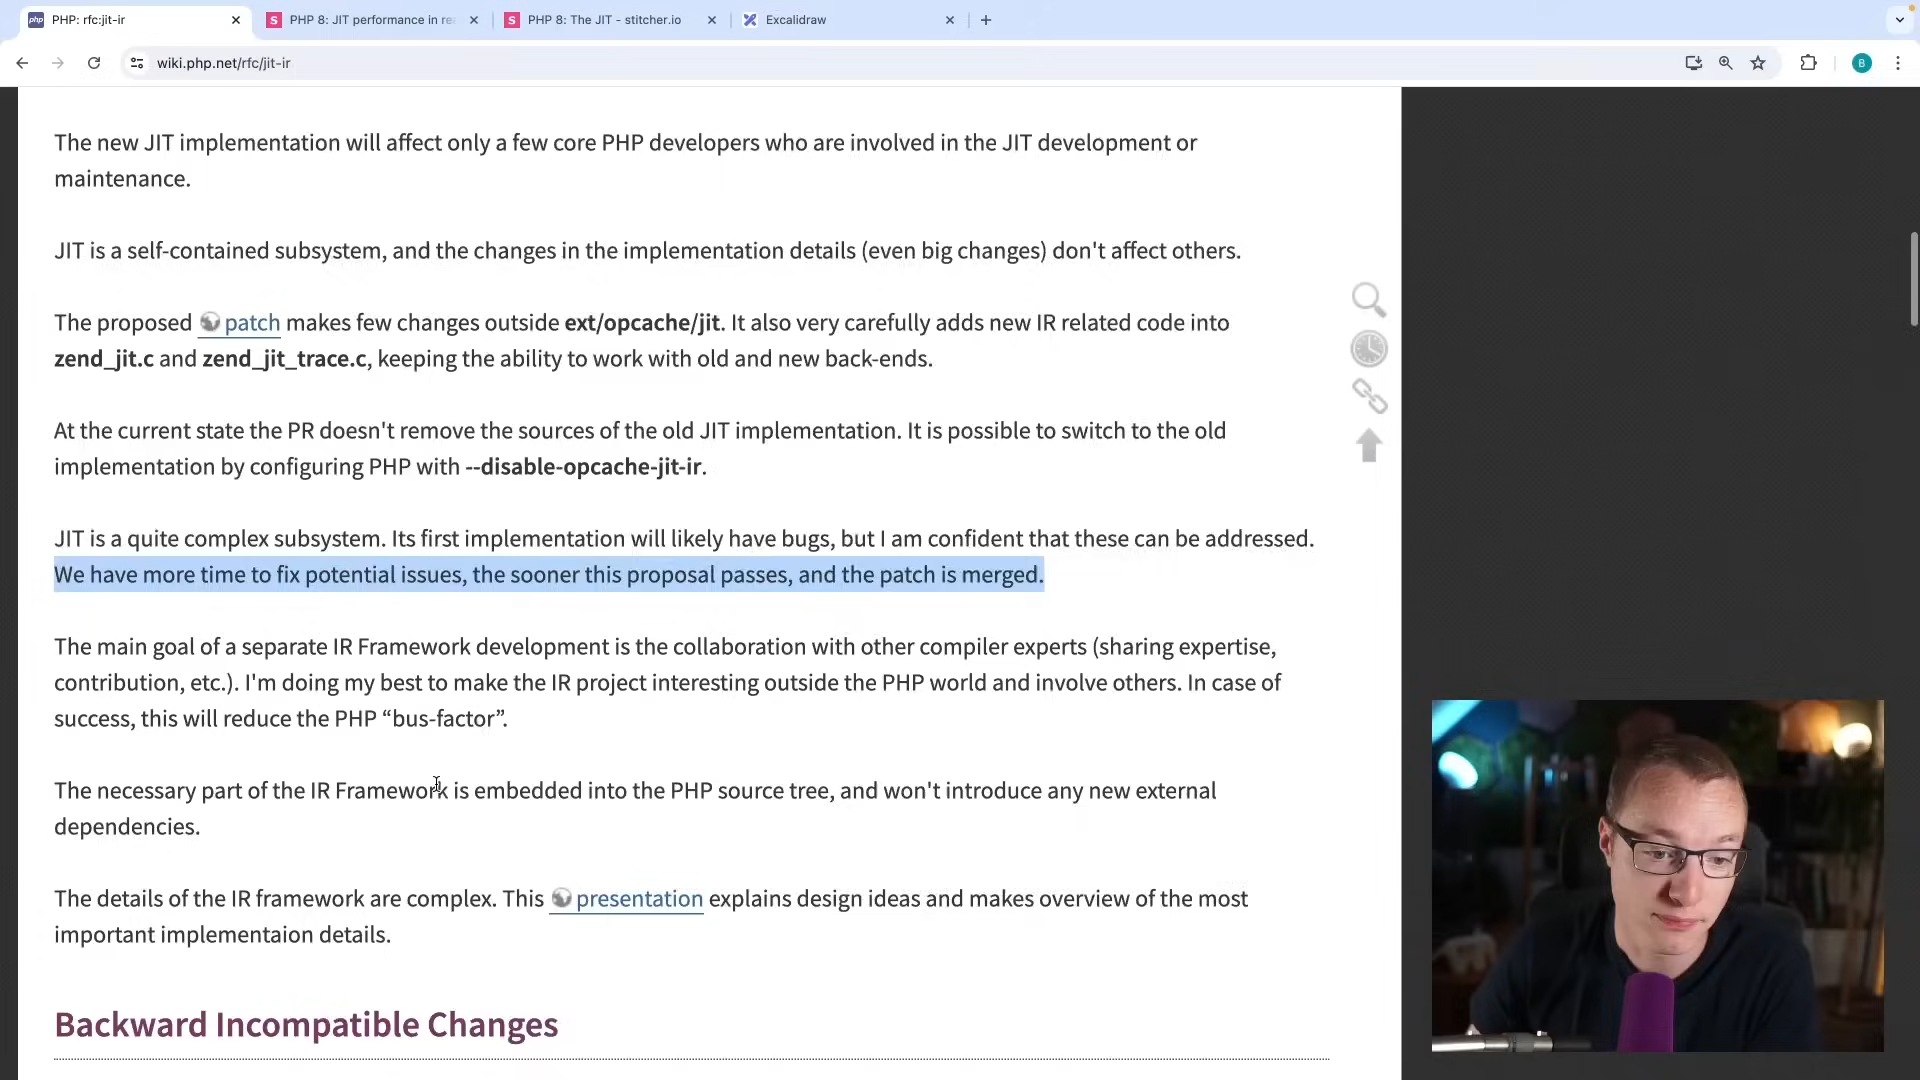 php PHP: rfc:jit-ir
S PHP 8: JIT performance in re
S PHP 8: The JIT - stitcher.io
Excalidraw
wiki.php.net/rfc/jit-ir
B
The new JIT implementation will affect only a few core PHP developers who are involved in the JIT development or
maintenance.
JIT is a self-contained subsystem, and the changes in the implementation details (even big changes) don't affect others.
The proposed patch makes few changes outside ext/opcache/jit. It also very carefully adds new IR related code into
zend_jit.c and zend_jit_trace.c, keeping the ability to work with old and new back-ends.
At the current state the PR doesn't remove the sources of the old JIT implementation. It is possible to switch to the old
implementation by configuring PHP with --disable-opcache-jit-ir.
JIT is a quite complex subsystem. Its first implementation will likely have bugs, but I am confident that these can be addressed.
We have more time to fix potential issues, the sooner this proposal passes, and the patch is merged.
The main goal of a separate IR Framework development is the collaboration with other compiler experts (sharing expertise,
contribution, etc.). I'm doing my best to make the IR project interesting outside the PHP world and involve others. In case of
success, this will reduce the PHP “bus-factor”.
The necessary part of the IR Framework is embedded into the PHP source tree, and won't introduce any new external
dependencies.
The details of the IR framework are complex. This presentation explains design ideas and makes overview of the most
important implementaion details.
Backward Incompatible Changes